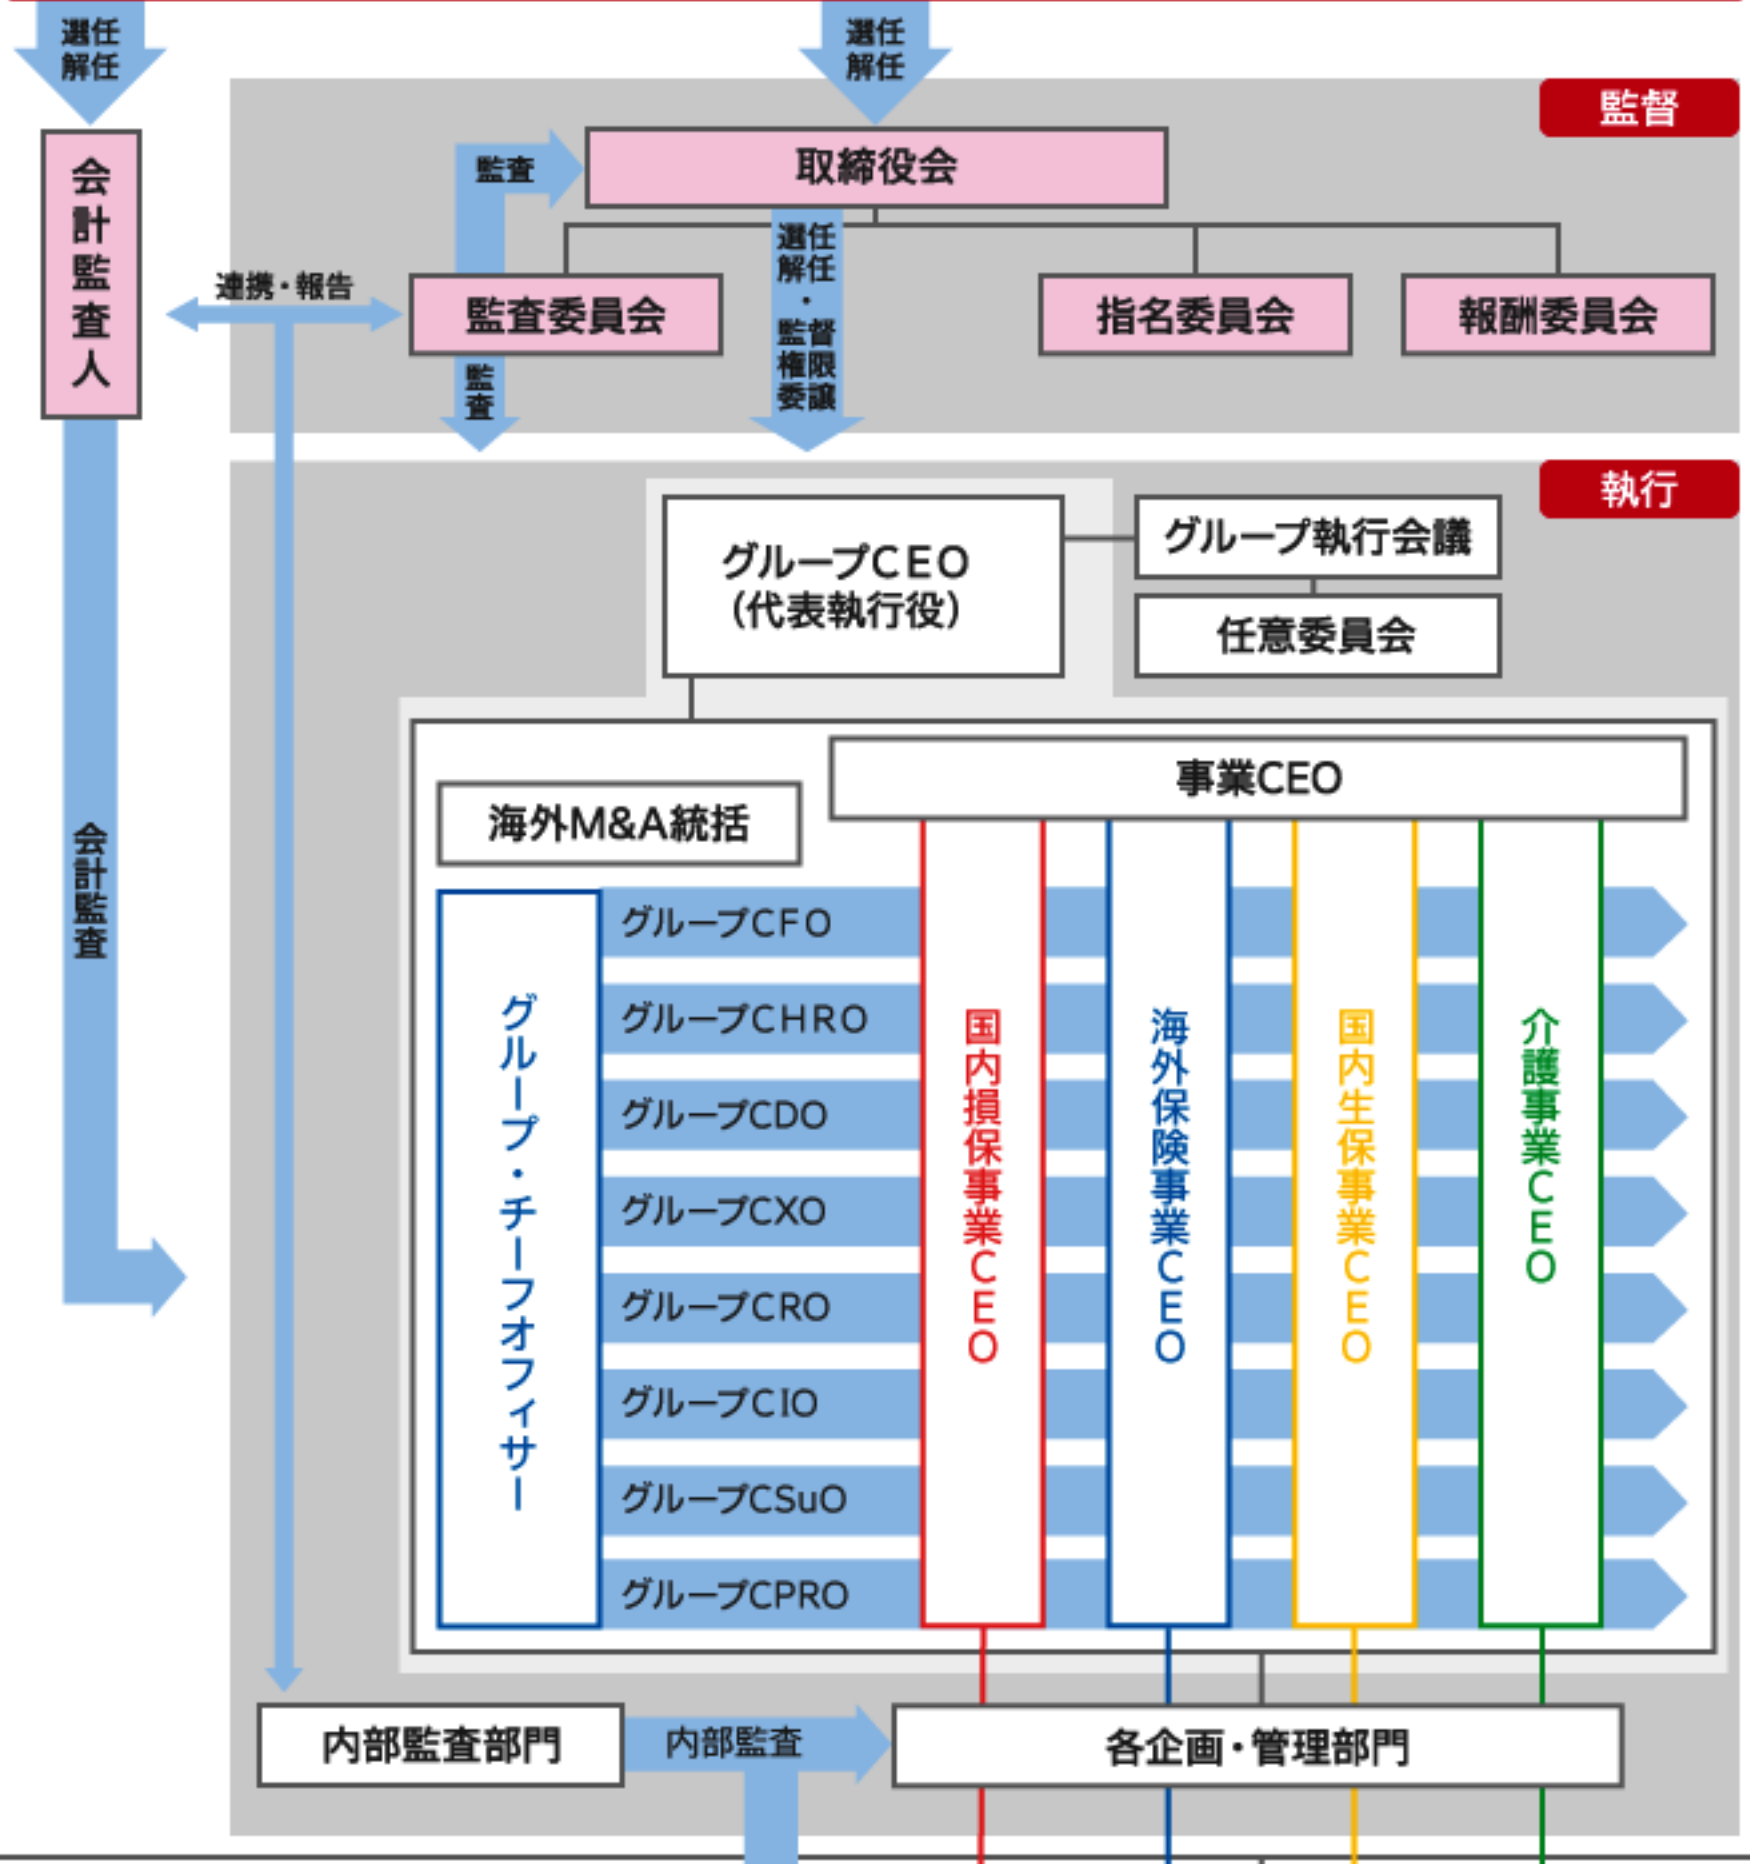 選任
解任
選任
解任
監督
会計監査人
監査
取締役会
選任
解任
・
監督
権限
委譲
連携・報告
監査委員会
指名委員会
報酬委員会
監査
執行
グループCEO
（代表執行役）
グループ執行会議
任意委員会
事業CEO
海外M&A統括
会計監査
グループ・チーフオフィサー
グループCFO
グループCHRO
グループCDO
グループCXO
グループCRO
グループCIO
グループCSuO
グループCPRO
国内損保事業CEO
海外保険事業CEO
国内生保事業CEO
介護事業CEO
内部監査部門
内部監査
各企画・管理部門